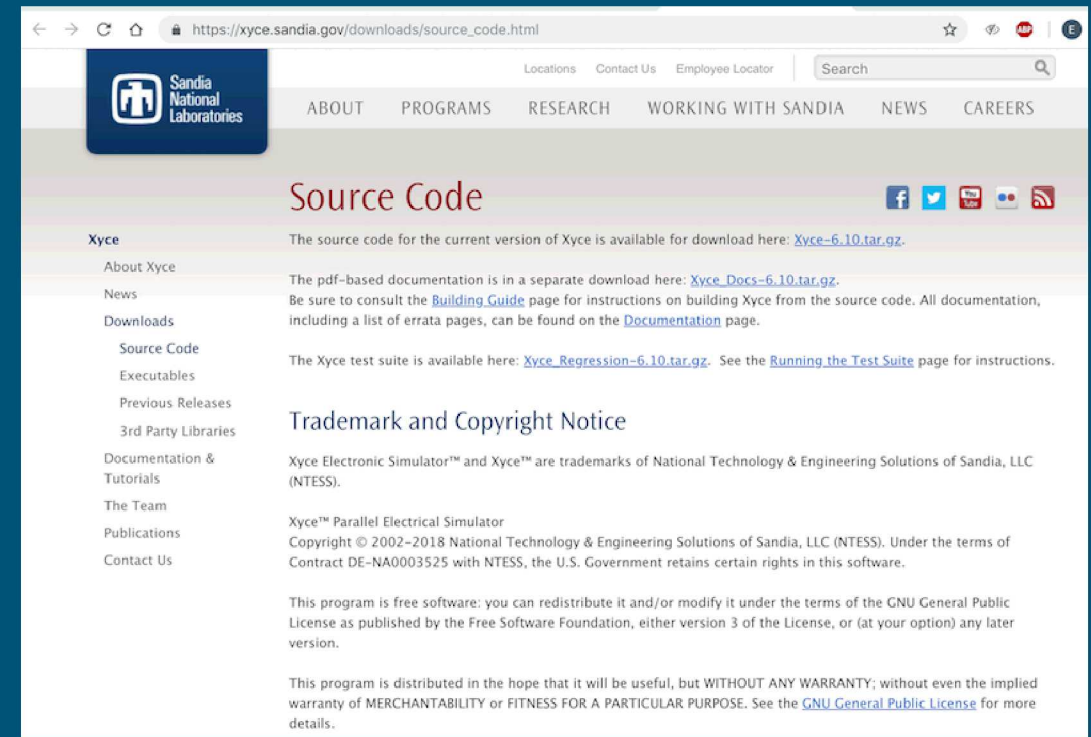 https://xyce.sandia.gov/downloads/source_code.html
ABP
E
Sandia
National
Laboratories
Locations Contact Us Employee Locator Search
ABOUT PROGRAMS RESEARCH WORKING WITH SANDIA NEWS CAREERS
Source Code
You
Tube
Xyce
About Xyce
News
Downloads
Source Code
Executables
Previous Releases
3rd Party Libraries
Documentation &
Tutorials
The Team
Publications
Contact Us
The source code for the current version of Xyce is available for download here: Xyce-6.10.tar.gz.
The pdf-based documentation is in a separate download here: Xyce_Docs-6.10.tar.gz.
Be sure to consult the Building Guide page for instructions on building Xyce from the source code. All documentation,
including a list of errata pages, can be found on the Documentation page.
The Xyce test suite is available here: Xyce_Regression-6.10.tar.gz. See the Running the Test Suite page for instructions.
Trademark and Copyright Notice
Xyce Electronic Simulator™ and Xyce™ are trademarks of National Technology & Engineering Solutions of Sandia, LLC
(NTESS).
Xyce™ Parallel Electrical Simulator
Copyright © 2002-2018 National Technology & Engineering Solutions of Sandia, LLC (NTESS). Under the terms of
Contract DE-NA0003525 with NTESS, the U.S. Government retains certain rights in this software.
This program is free software: you can redistribute it and/or modify it under the terms of the GNU General Public
License as published by the Free Software Foundation, either version 3 of the License, or (at your option) any later
version.
This program is distributed in the hope that it will be useful, but WITHOUT ANY WARRANTY; without even the implied
warranty of MERCHANTABILITY or FITNESS FOR A PARTICULAR PURPOSE. See the GNU General Public License for more
details.